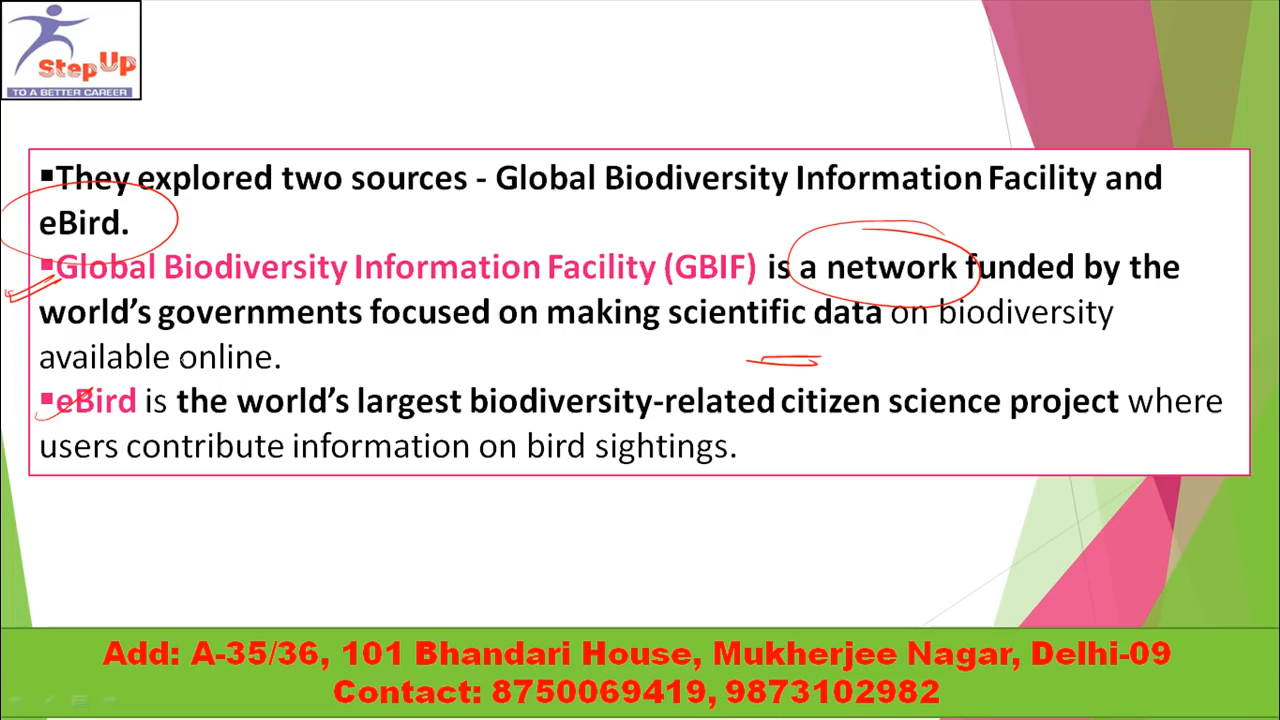 StepUp
TO A BETTER CAREER
▪They explored two sources - Global Biodiversity Information Facility and
eBird.
▪Global Biodiversity Information Facility (GBIF) is a network funded by the
world’s governments focused on making scientific data on biodiversity
available online.
▪eBird is the world’s largest biodiversity-related citizen science project where
users contribute information on bird sightings.
Add: A-35/36, 101 Bhandari House, Mukherjee Nagar, Delhi-09
Contact: 8750069419, 9873102982